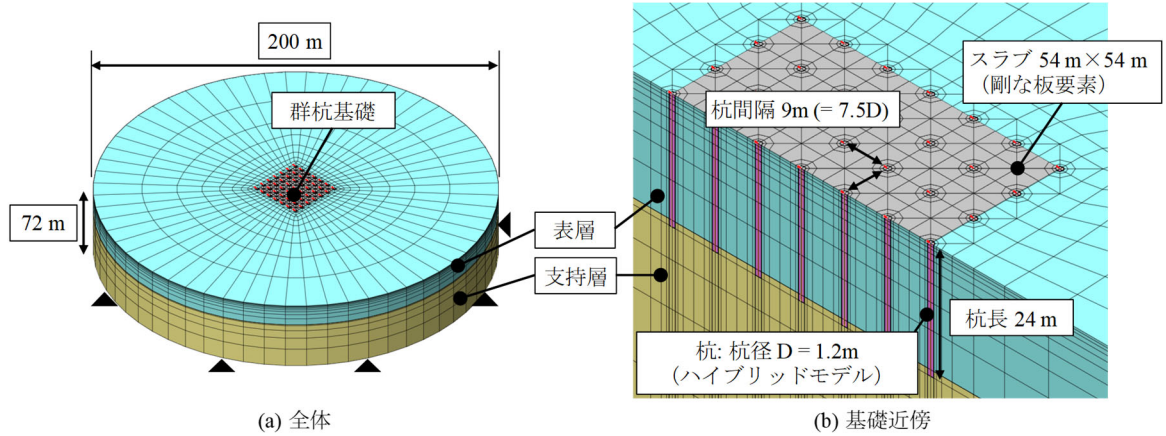 200 m
群杭基礎
72 m
表層
支持層
(a) 全体
スラブ 54 m×54 m
（剛な板要素）
杭間隔 9m (= 7.5D)
杭長 24 m
杭: 杭径 D = 1.2m
（ハイブリッドモデル）
(b) 基礎近傍